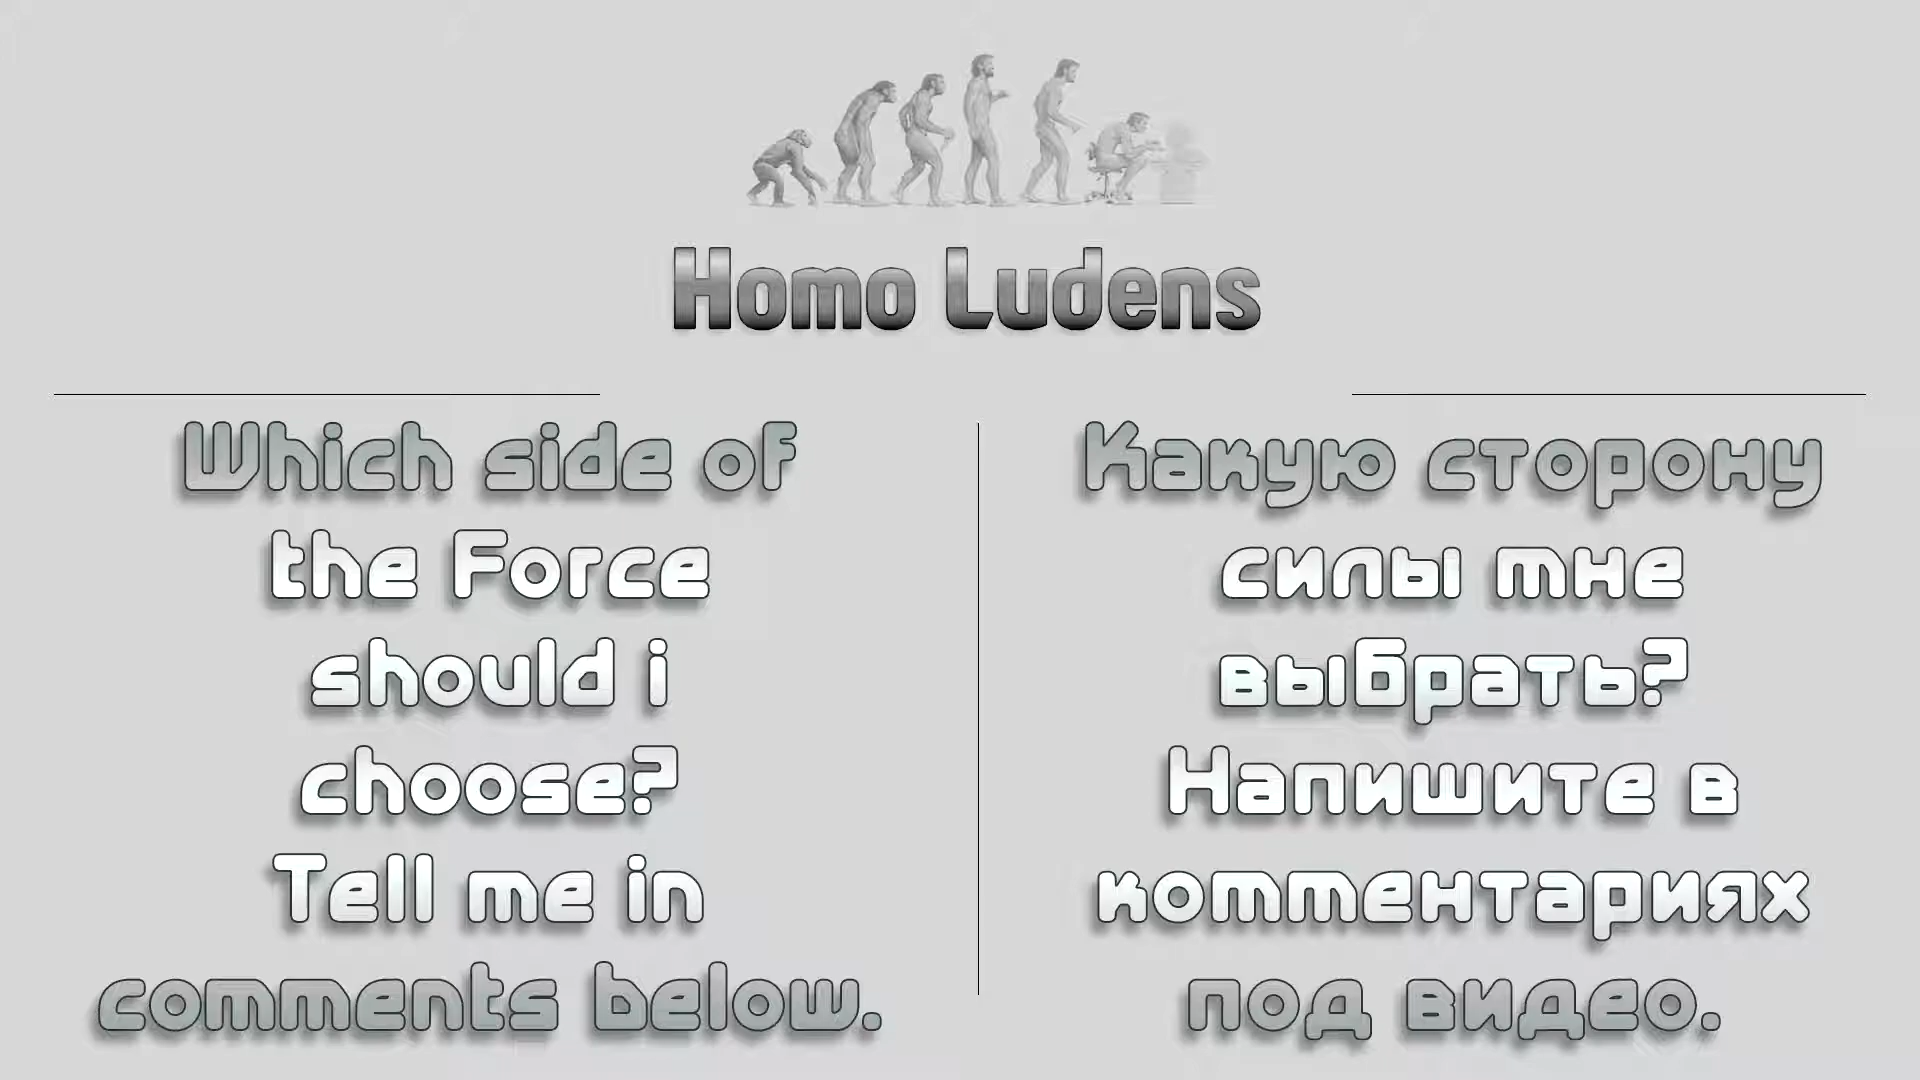 Homo Ludens
Which side of
the Force
should i
choose?
Tell me in
comments below.
Какую сторону
силы мне
выбрать?
Напишите в
комментариях
под видео.